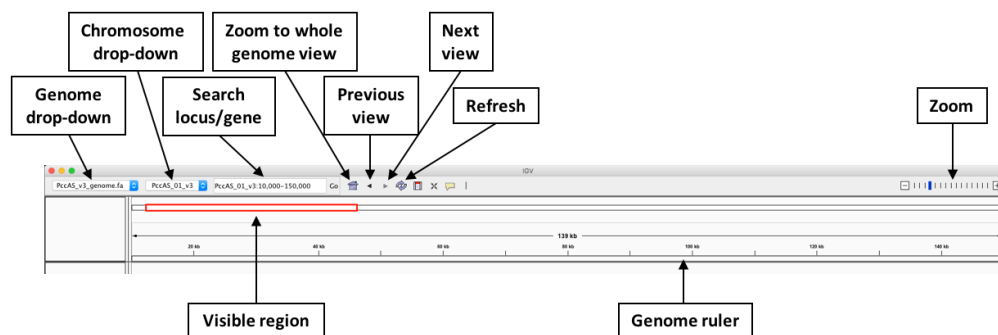 Chromosome
drop-down
Zoom to whole
genome view
Next
view
Genome
drop-down
Search
locus/gene
Previous
view
Refresh
Zoom
IGV
PccAS_v3_genome.fa
PccAS_01_v3
PccAS_01_v3:10,000-150,000
Go
139 kb
20 kb
40 kb
60 kb
80 kb
100 kb
120 kb
140 kb
Visible region
Genome ruler